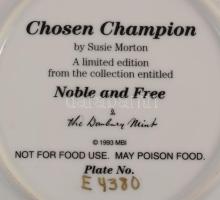 Chosen Champion
by Susie Morton
A limited edition
from the collection entitled
Noble and Free
&
the Danbury Mint
© 1993 MBI
NOT FOR FOOD USE. MAY POISON FOOD.
Plate No.
E4380